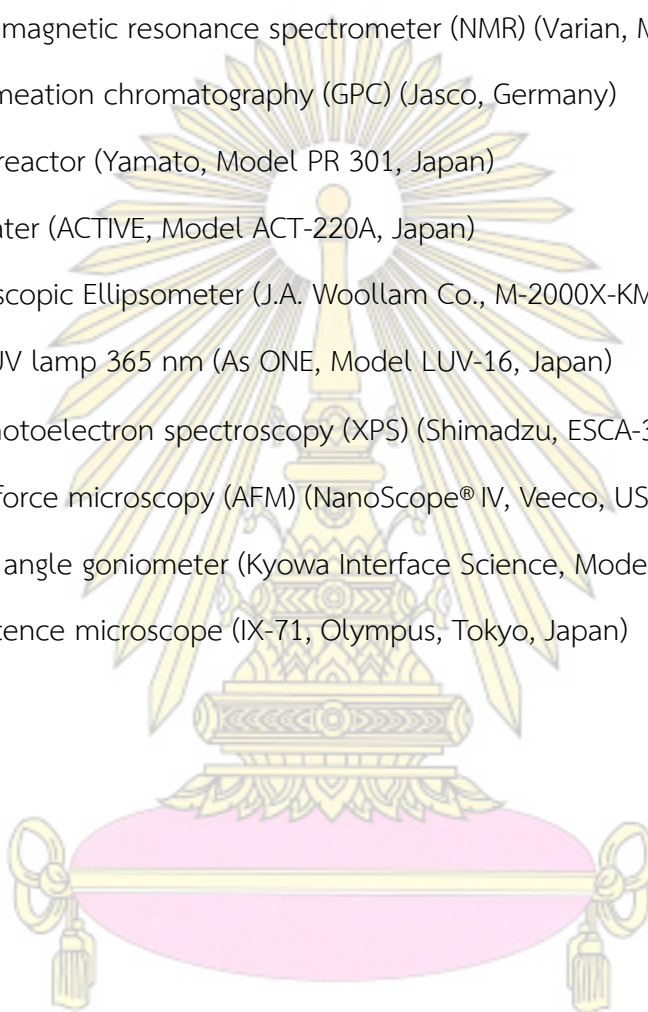 magnetic resonance spectrometer (NMR) (Varian, M
meation chromatography (GPC) (Jasco, Germany)
reactor (Yamato, Model PR 301, Japan)
ater (ACTIVE, Model ACT-220A, Japan)
scopic Ellipsometer (J.A. Woollam Co., M-2000X-KM
UV lamp 365 nm (As ONE, Model LUV-16, Japan)
notoelectron spectroscopy (XPS) (Shimadzu, ESCA-3
force microscopy (AFM) (NanoScope® IV, Veeco, US
angle goniometer (Kyowa Interface Science, Mode
cence microscope (IX-71, Olympus, Tokyo, Japan)